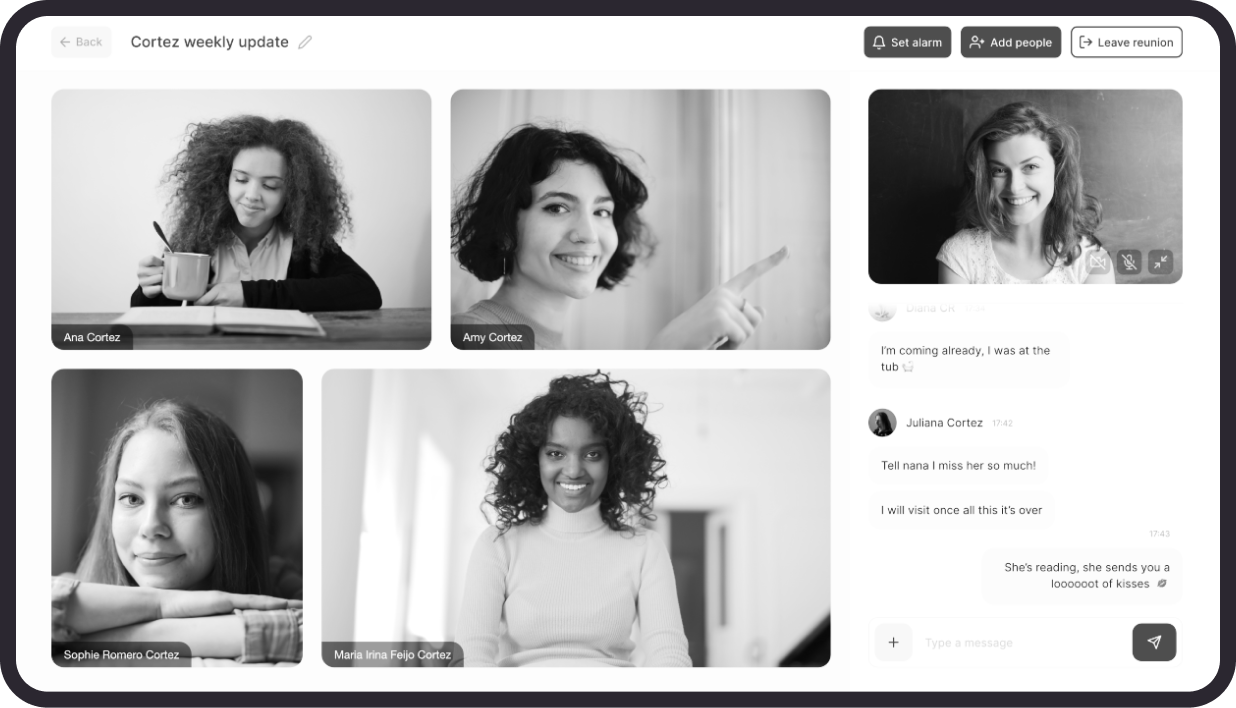 Back
Cortez weekly update
Set alarm
Add people
Leave reunion
Ana Cortez
Amy Cortez
Sophie Romero Cortez
Maria Irina Feijo Cortez
Diana GR
I'm coming already, I was at the
tub
Juliana Cortez 17:42
Tell nana I miss her so much!
I will visit once all this it's over
17:43
She's reading, she sends you a
loooooot of kisses
Type a message